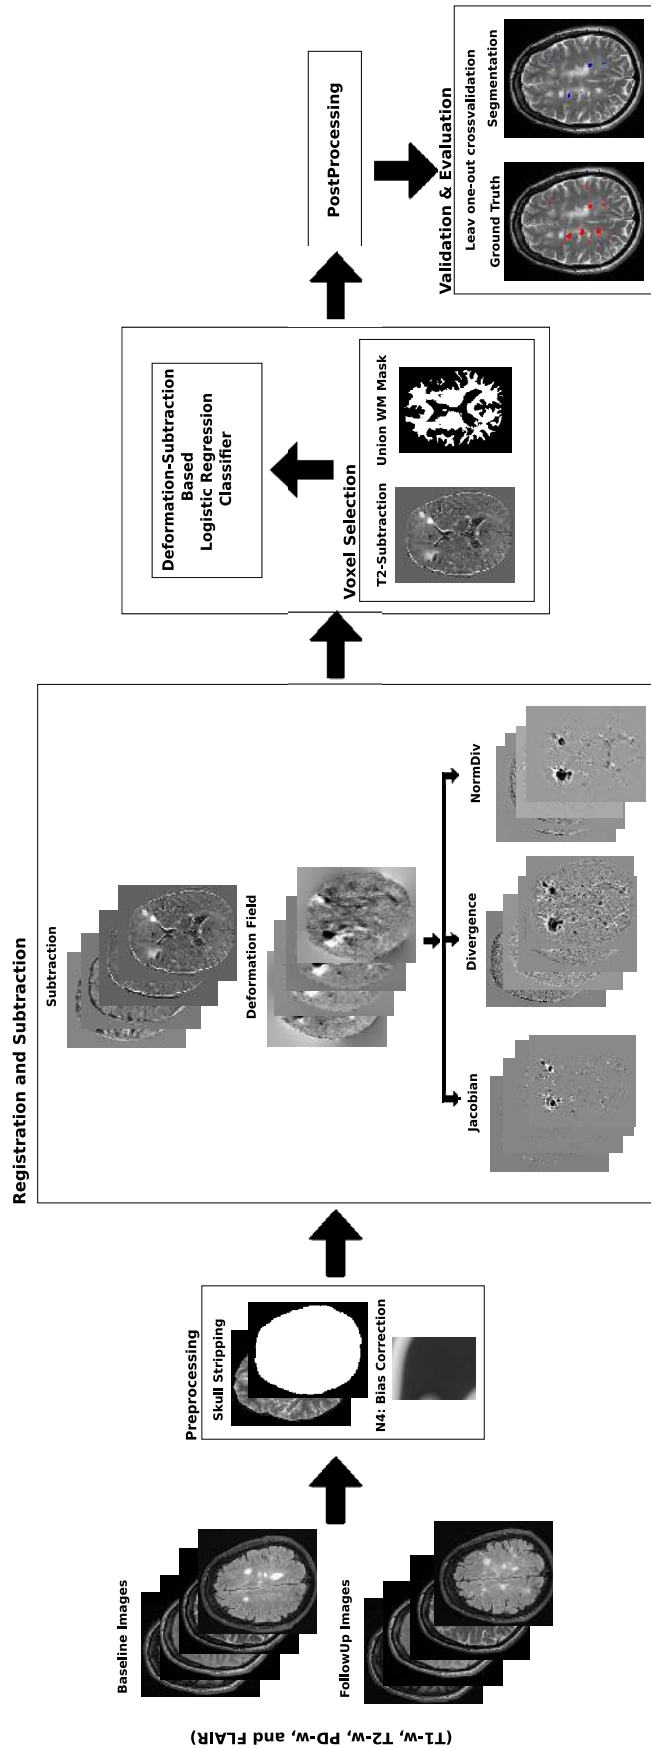 (T1-w, T2-w, PD-w, and FLAIR)
Baseline Images
FollowUp Images
Preprocessing
Skull Stripping
N4: Bias Correction
Registration and Subtraction
Subtraction
Deformation Field
Jacobian
Divergence
NormDiv
Deformation-Subtraction
Based
Logistic Regression
Classifier
Voxel Selection
T2-Subtraction
Union WM Mask
PostProcessing
Validation & Evaluation
Leav one-out crossvalidation
Ground Truth
Segmentation